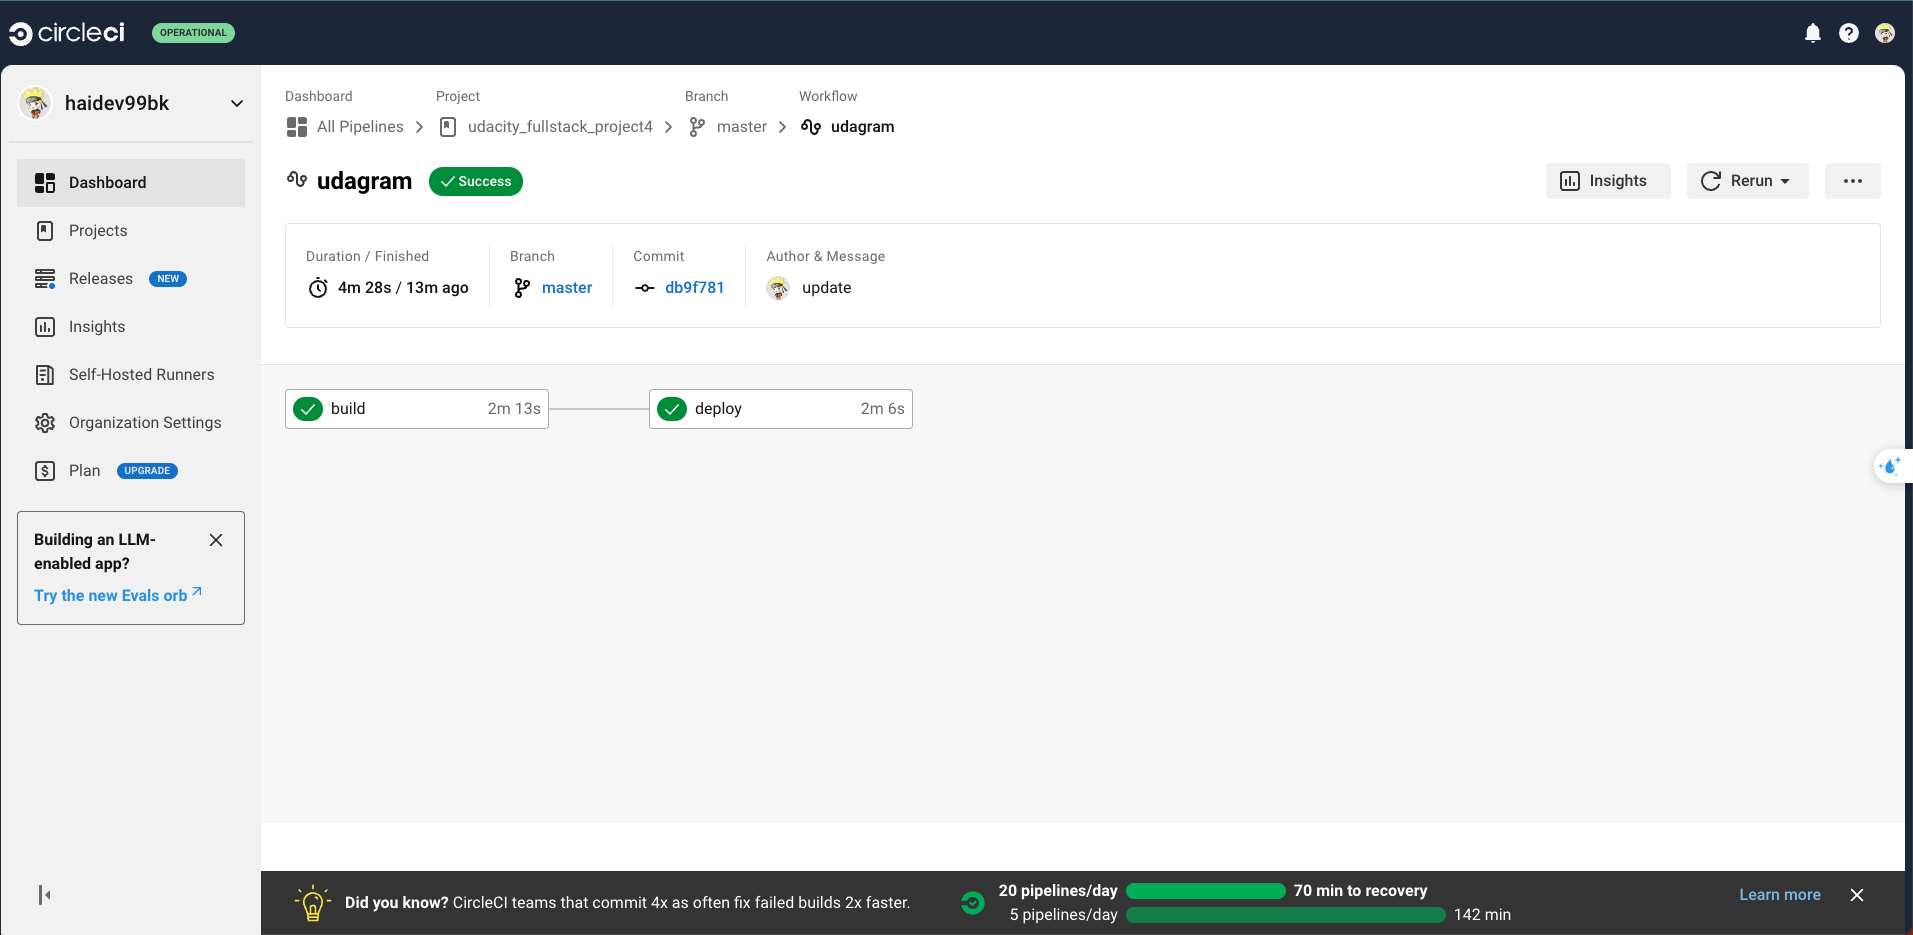 circleci OPERATIONAL
haidev99bk
Dashboard
Projects
Releases NEW
Insights
Self-Hosted Runners
Organization Settings
Plan UPGRADE
Building an LLM-
enabled app?
Try the new Evals orb
Dashboard Project Branch Workflow
All Pipelines udacity_fullstack_project4 master udagram
udagram Success
Insights Rerun
Duration / Finished Branch Commit Author & Message
4m 28s / 13m ago master db9f781 update
build 2m 13s deploy 2m 6s
Did you know? CircleCI teams that commit 4x as often fix failed builds 2x faster.
20 pipelines/day 70 min to recovery
5 pipelines/day 142 min
Learn more